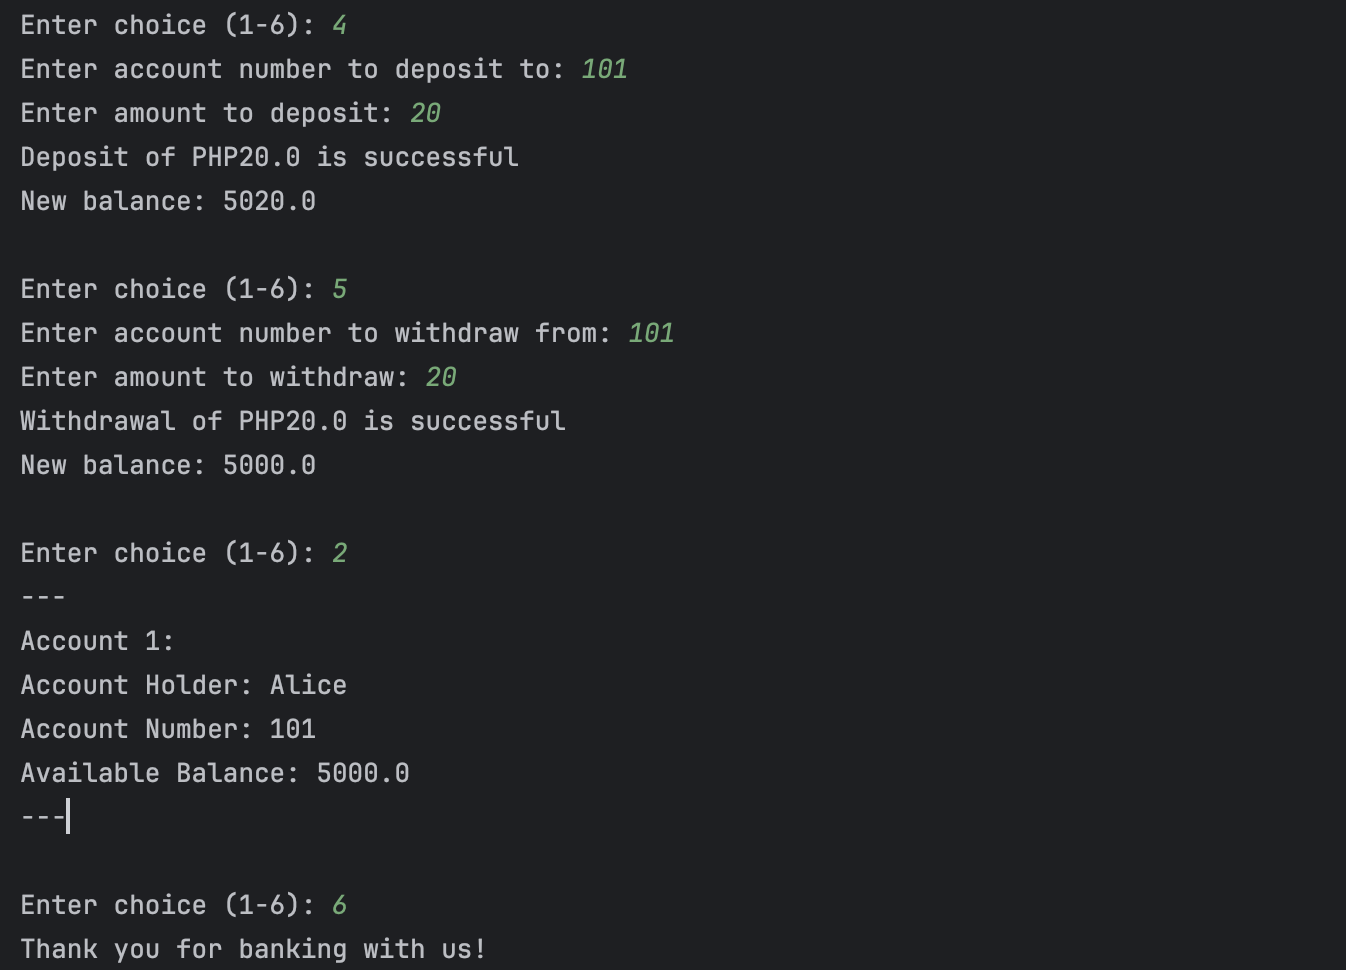 Enter choice (1-6): 4
Enter account number to deposit to: 101
Enter amount to deposit: 20
Deposit of PHP20.0 is successful
New balance: 5020.0
Enter choice (1-6): 5
Enter account number to withdraw from: 101
Enter amount to withdraw: 20
Withdrawal of PHP20.0 is successful
New balance: 5000.0
Enter choice (1-6): 2
---
Account 1:
Account Holder: Alice
Account Number: 101
Available Balance: 5000.0
---
Enter choice (1-6): 6
Thank you for banking with us!